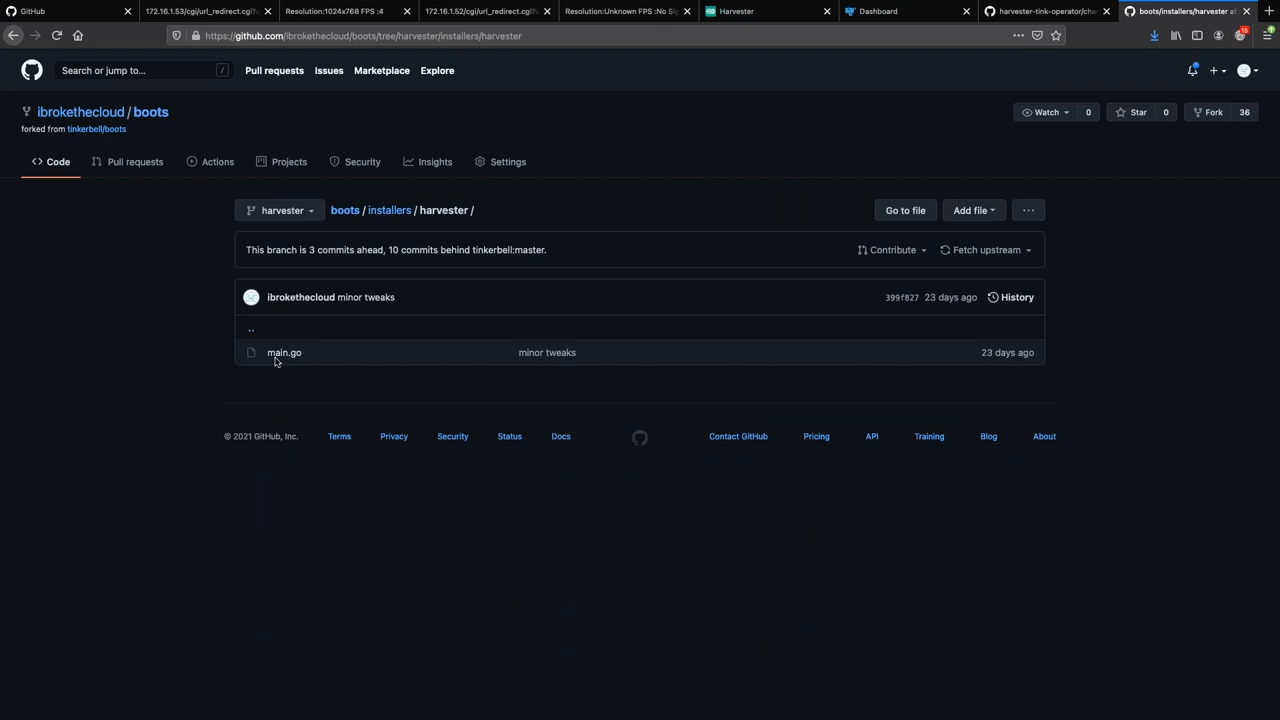 GitHub
172.16.1.53/cgi/url_redirect.cgi?u
Resolution:1024x768 FPS :4
172.16.1.52/cgi/url_redirect.cgi?u
Resolution:Unknown FPS :No Sig
Harvester
Dashboard
harvester-tink-operator/cha
boots/installers/harvester at
https://github.com/ibrokethecloud/boots/tree/harvester/installers/harvester
15
Search or jump to... /
Pull requests
Issues
Marketplace
Explore
ibrokethecloud / boots
Watch 0
Star 0
Fork 36
forked from tinkerbell/boots
Code
Pull requests
Actions
Projects
Security
Insights
Settings
harvester
boots / installers / harvester /
Go to file
Add file
This branch is 3 commits ahead, 10 commits behind tinkerbell:master.
Contribute
Fetch upstream
ibrokethecloud minor tweaks
399f827 23 days ago
History
..
main.go
minor tweaks
23 days ago
© 2021 GitHub, Inc.
Terms
Privacy
Security
Status
Docs
Contact GitHub
Pricing
API
Training
Blog
About